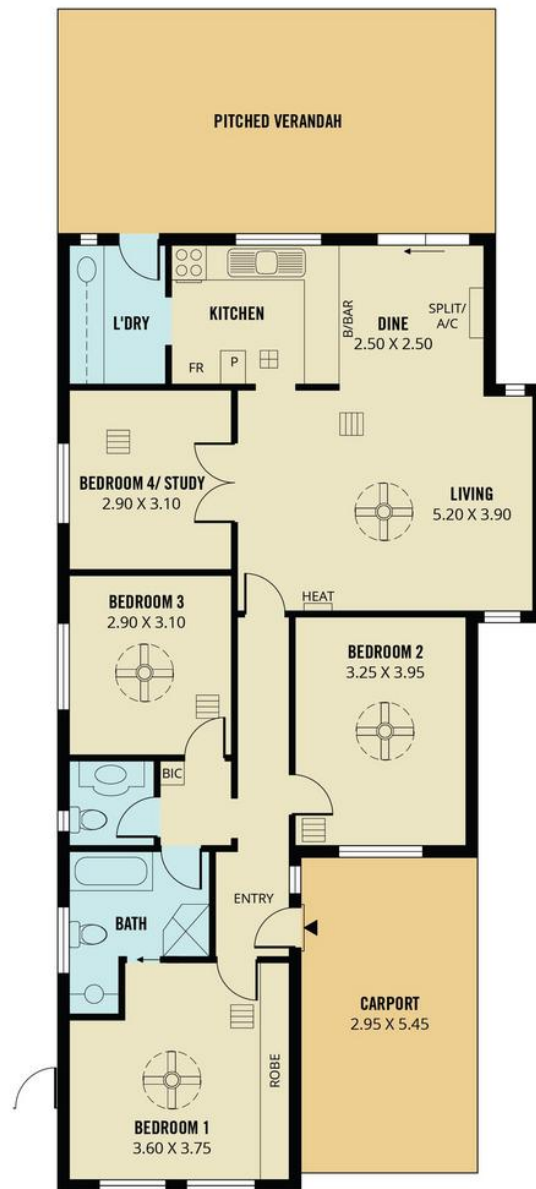 PITCHED VERANDAH
L'DRY
KITCHEN
FR
P
B/BAR
DINE
2.50 X 2.50
SPLIT/
A/C
BEDROOM 4/ STUDY
2.90 X 3.10
LIVING
5.20 X 3.90
HEAT
BEDROOM 3
2.90 X 3.10
BEDROOM 2
3.25 X 3.95
BIC
BATH
ENTRY
CARPORT
2.95 X 5.45
ROBE
BEDROOM 1
3.60 X 3.75